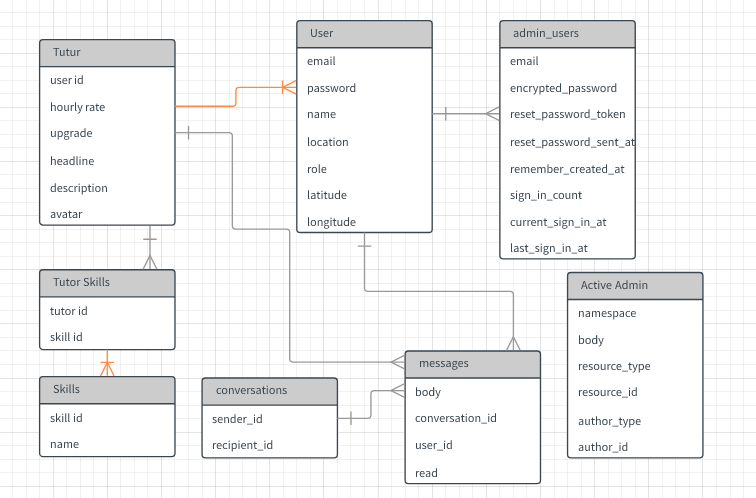 Tutur
user id
hourly rate
upgrade
headline
description
avatar
User
email
password
name
location
role
latitude
longitude
admin_users
email
encrypted_password
reset_password_token
reset_password_sent_at
remember_created_at
sign_in_count
current_sign_in_at
last_sign_in_at
Tutor Skills
tutor id
skill id
Skills
skill id
name
conversations
sender_id
recipient_id
messages
body
conversation_id
user_id
read
Active Admin
namespace
body
resource_type
resource_id
author_type
author_id